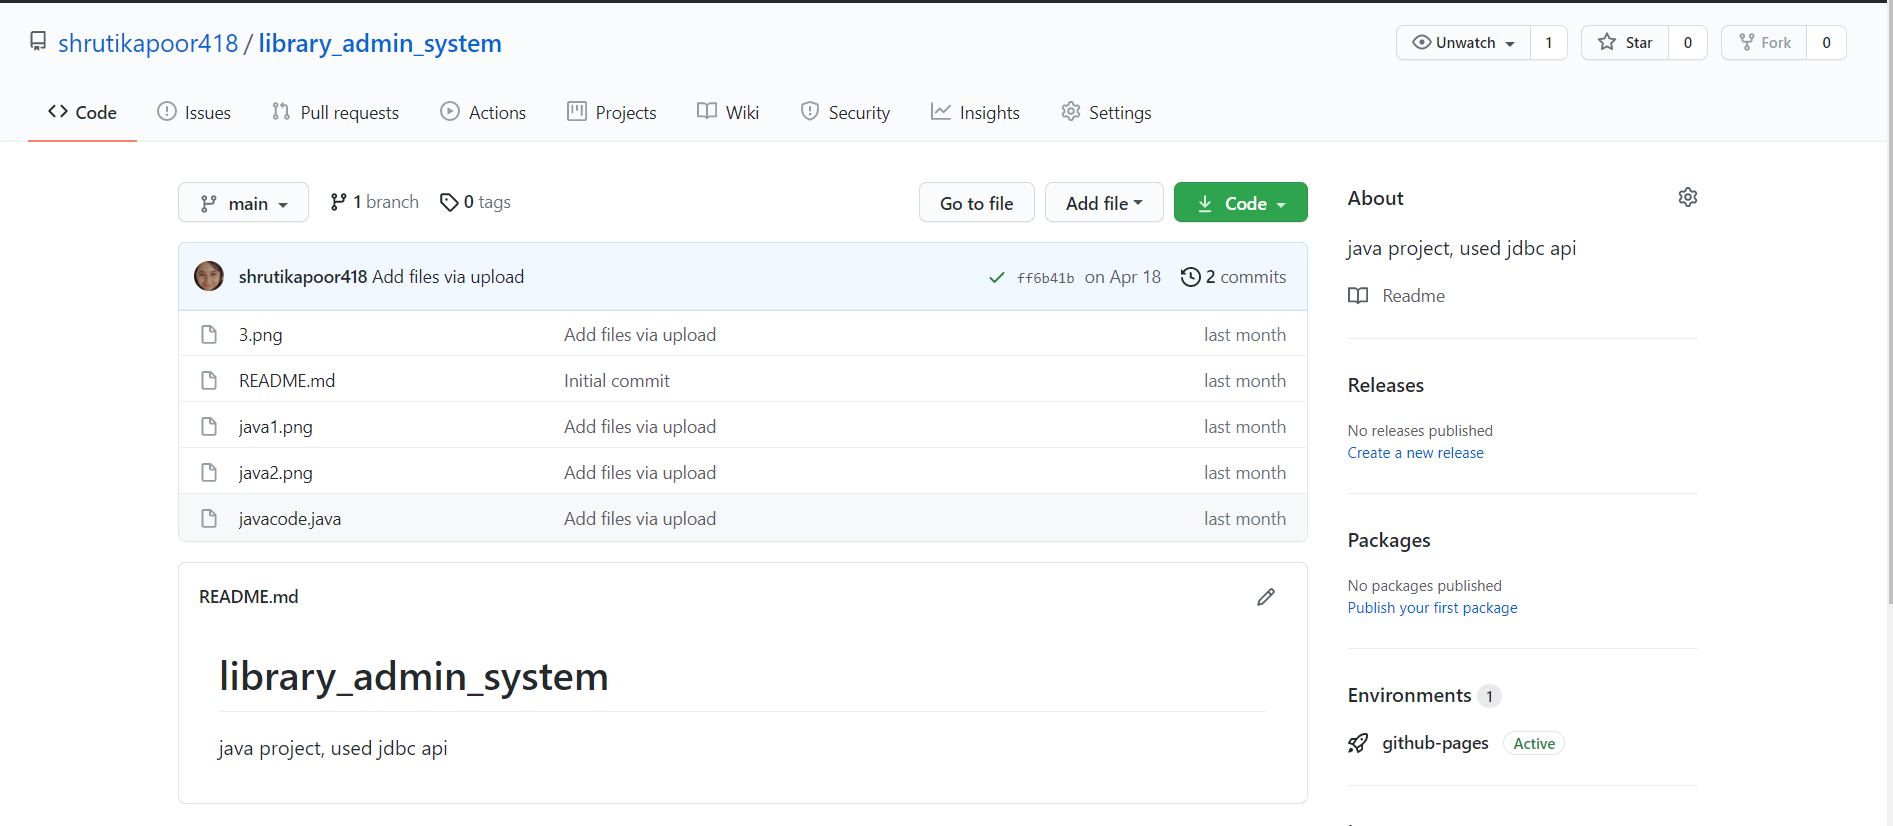 shrutikapoor418 / library_admin_system
Unwatch 1 Star 0 Fork 0
Code Issues Pull requests Actions Projects Wiki Security Insights Settings
main 1 branch 0 tags Go to file Add file Code
shrutikapoor418 Add files via upload ff6b41b on Apr 18 2 commits
3.png Add files via upload last month
README.md Initial commit last month
java1.png Add files via upload last month
java2.png Add files via upload last month
javacode.java Add files via upload last month
README.md
library_admin_system
java project, used jdbc api
About
java project, used jdbc api
Readme
Releases
No releases published
Create a new release
Packages
No packages published
Publish your first package
Environments 1
github-pages Active